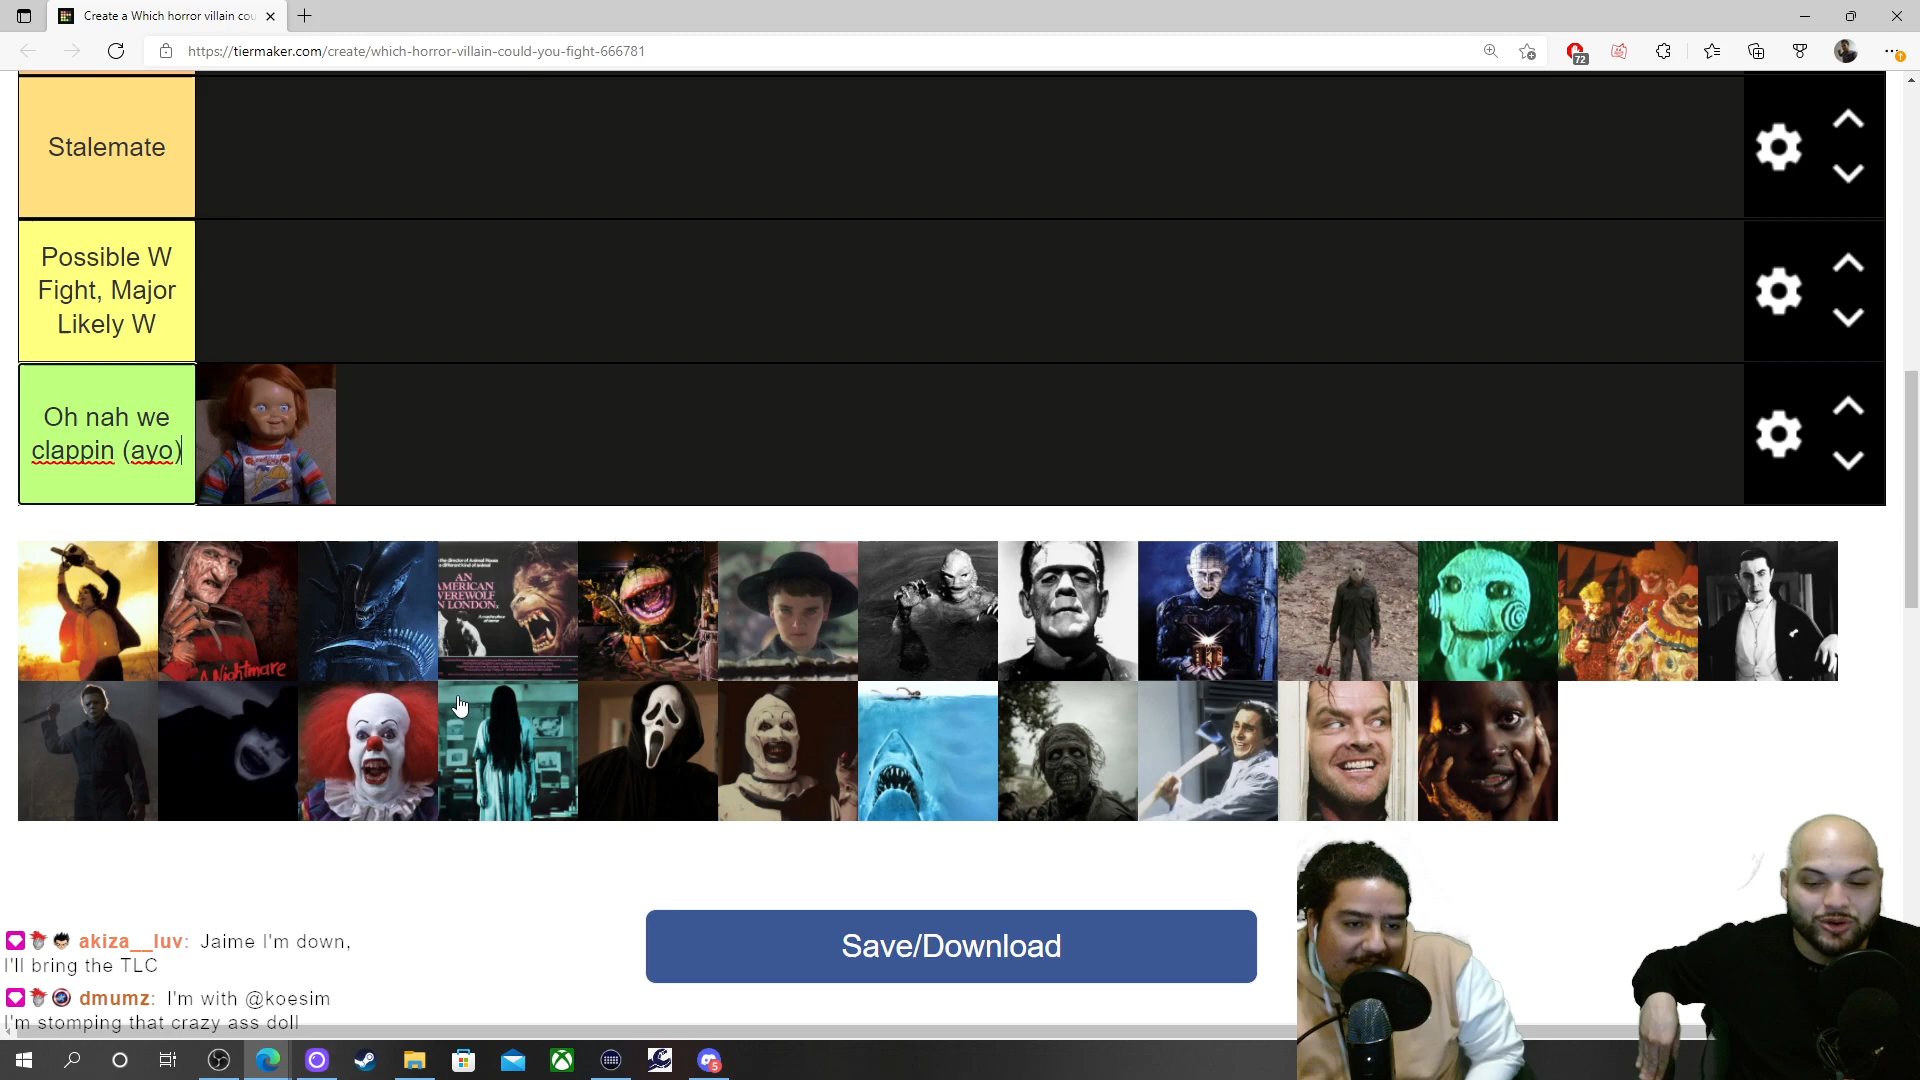 Create a Which horror villain cou
https://tiermaker.com/create/which-horror-villain-could-you-fight-666781
72
Stalemate
Possible W
Fight, Major
Likely W
Oh nah we
clappin (ayo)
A Nightmare
AN
AMERICAN
WEREWOLF
IN LONDON
Save/Download
akiza__luv: Jaime I'm down,
I'll bring the TLC
dmumz: I'm with @koesim
I'm stomping that crazy ass doll
5